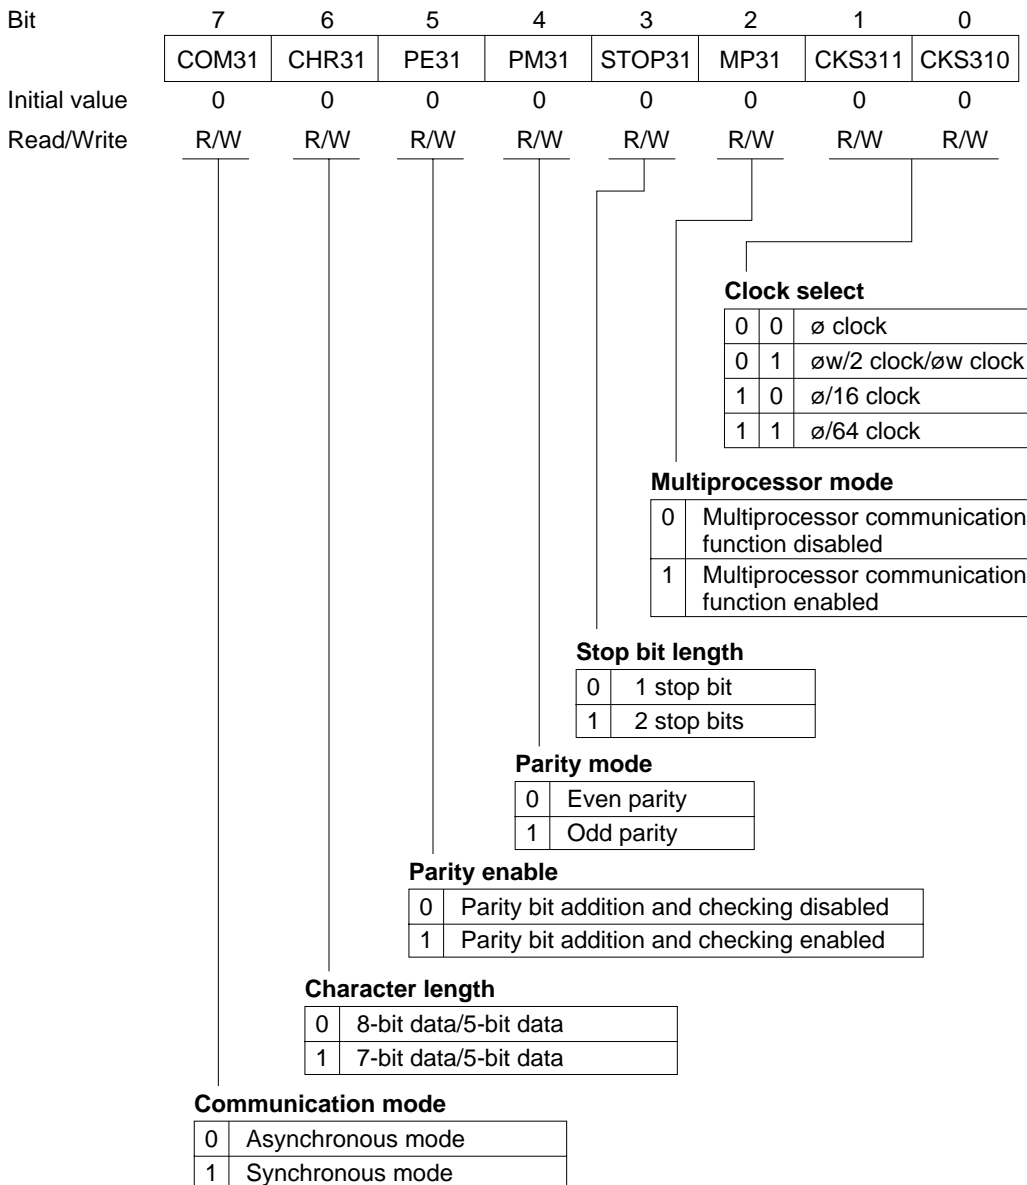 Bit 7 6 5 4 3 2 1 0
COM31 CHR31 PE31 PM31 STOP31 MP31 CKS311 CKS310
Initial value 0 0 0 0 0 0 0 0
Read/Write R/W R/W R/W R/W R/W R/W R/W R/W
Clock select
0 0 ø clock
0 1 øw/2 clock/øw clock
1 0 ø/16 clock
1 1 ø/64 clock
Multiprocessor mode
0 Multiprocessor communication
function disabled
1 Multiprocessor communication
function enabled
Stop bit length
0 1 stop bit
1 2 stop bits
Parity mode
0 Even parity
1 Odd parity
Parity enable
0 Parity bit addition and checking disabled
1 Parity bit addition and checking enabled
Character length
0 8-bit data/5-bit data
1 7-bit data/5-bit data
Communication mode
0 Asynchronous mode
1 Synchronous mode